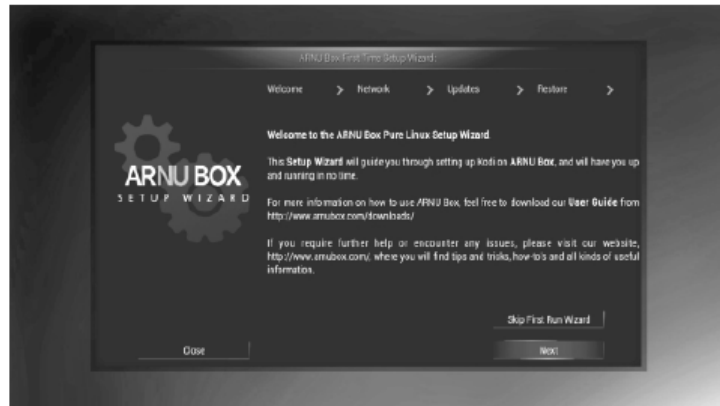 ARNU Box First Time Setup Wizard:
Welcome > Network > Updates > Restore >
Welcome to the ARNU Box Pure Linux Setup Wizard
This Setup Wizard will guide you through setting up Kodi on ARNU Box, and will have you up
and running in no time.
For more information on how to use ARNU Box, feel free to download our User Guide from
http://www.arnubox.com/downloads/
If you require further help or encounter any issues, please visit our website,
http://www.arnubox.com/, where you will find tips and tricks, how-to's and all kinds of useful
information.
ARNU BOX
SETUP WIZARD
Skip First Run Wizard
Close
Next